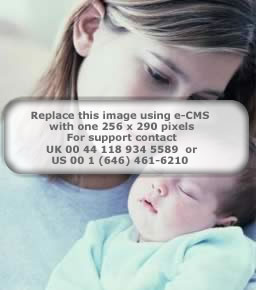 Replace this image using e-CMS
with one 256 x 290 pixels
For support contact
UK 00 44 118 934 5589  or
US 00 1 (646) 461-6210